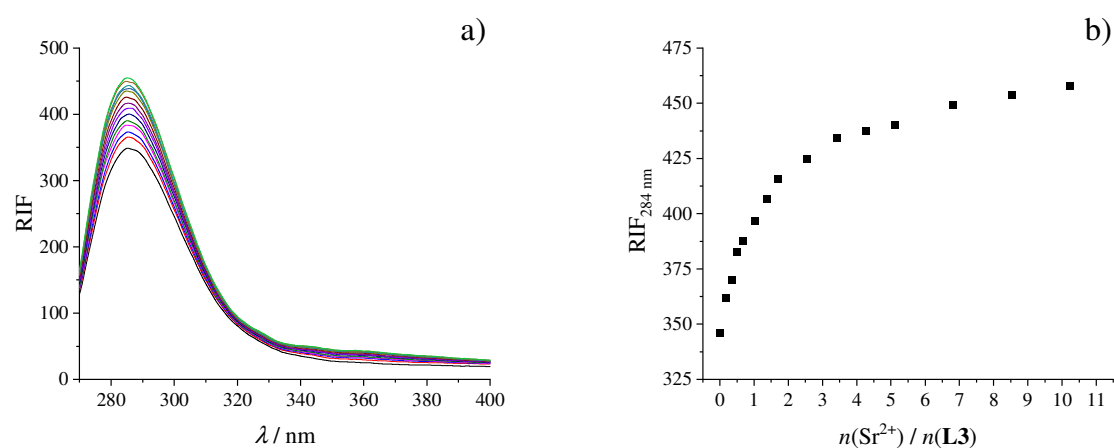 a)
500
400
300
200
100
0
RIF
280 300 320 340 360 380 400
λ / nm
b)
475
450
425
400
375
350
325
RIF284 nm
0 1 2 3 4 5 6 7 8 9 10 11
n(Sr2+) / n(L3)